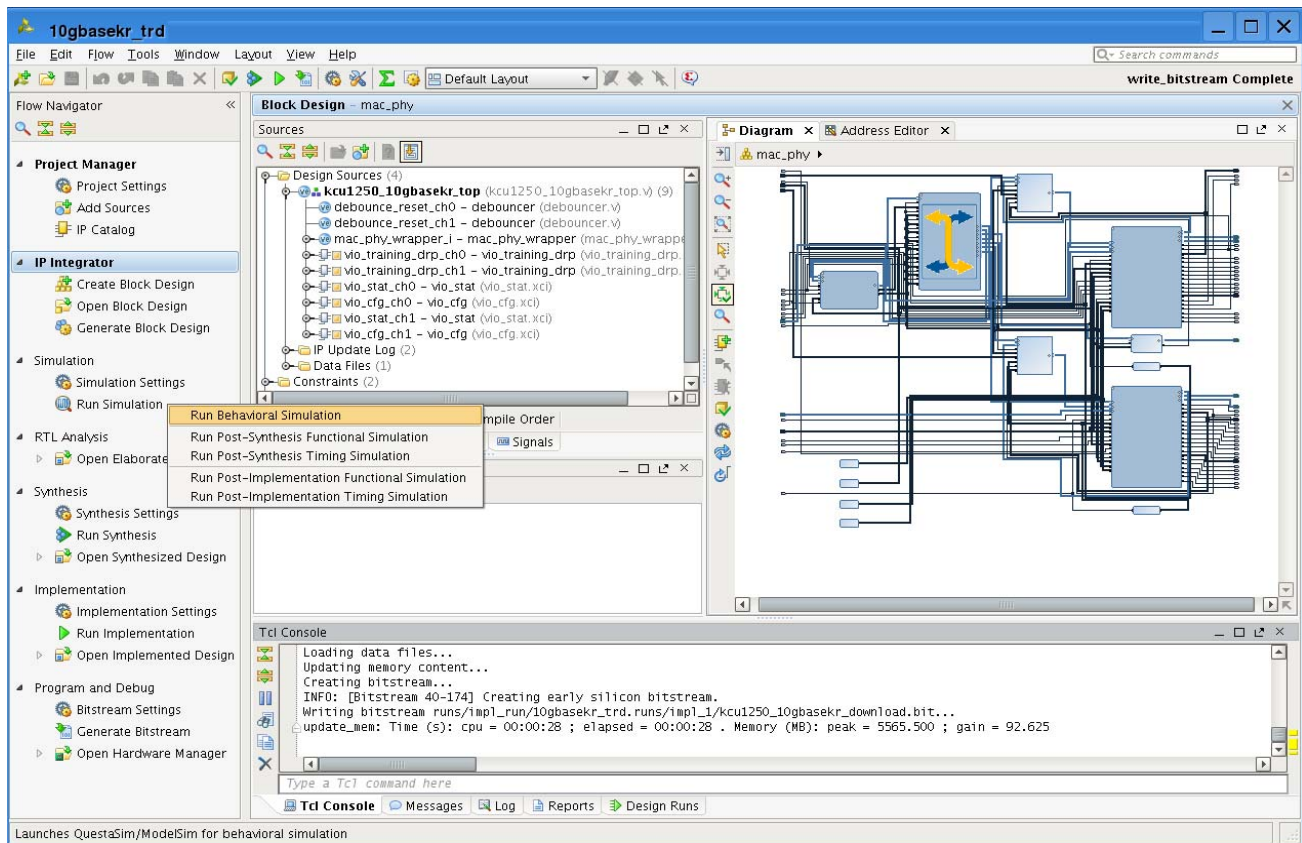 10gbasekr_trd
File Edit Flow Tools Window Layout View Help
Search commands
Default Layout
write_bitstream Complete
Flow Navigator
Project Manager
Project Settings
Add Sources
IP Catalog
IP Integrator
Create Block Design
Open Block Design
Generate Block Design
Simulation
Simulation Settings
Run Simulation
RTL Analysis
Open Elaborate
Synthesis
Synthesis Settings
Run Synthesis
Open Synthesized Design
Implementation
Implementation Settings
Run Implementation
Open Implemented Design
Program and Debug
Bitstream Settings
Generate Bitstream
Open Hardware Manager
Run Behavioral Simulation
Run Post-Synthesis Functional Simulation
Run Post-Synthesis Timing Simulation
Run Post-Implementation Functional Simulation
Run Post-Implementation Timing Simulation
Block Design - mac_phy
Sources
Design Sources (4)
kcu1250_10gbasekr_top (kcu1250_10gbasekr_top.v) (9)
debounce_reset_ch0 - debouncer (debouncer.v)
debounce_reset_ch1 - debouncer (debouncer.v)
mac_phy_wrapper_i - mac_phy_wrapper (mac_phy_wrappe
vio_training_drp_ch0 - vio_training_drp (vio_training_drp.
vio_training_drp_ch1 - vio_training_drp (vio_training_drp.
vio_stat_ch0 - vio_stat (vio_stat.xci)
vio_cfg_ch0 - vio_cfg (vio_cfg.xci)
vio_stat_ch1 - vio_stat (vio_stat.xci)
vio_cfg_ch1 - vio_cfg (vio_cfg.xci)
IP Update Log (2)
Data Files (1)
Constraints (2)
mpile Order
Signals
Diagram Address Editor
mac_phy
Tcl Console
Loading data files...
Updating memory content...
Creating bitstream...
INFO: [Bitstream 40-174] Creating early silicon bitstream.
Writing bitstream runs/impl_run/10gbasekr_trd.runs/impl_1/kcu1250_10gbasekr_download.bit...
update_mem: Time (s): cpu = 00:00:28 ; elapsed = 00:00:28 . Memory (MB): peak = 5565.500 ; gain = 92.625
Type a Tcl command here
Tcl Console Messages Log Reports Design Runs
Launches QuestaSim/ModelSim for behavioral simulation